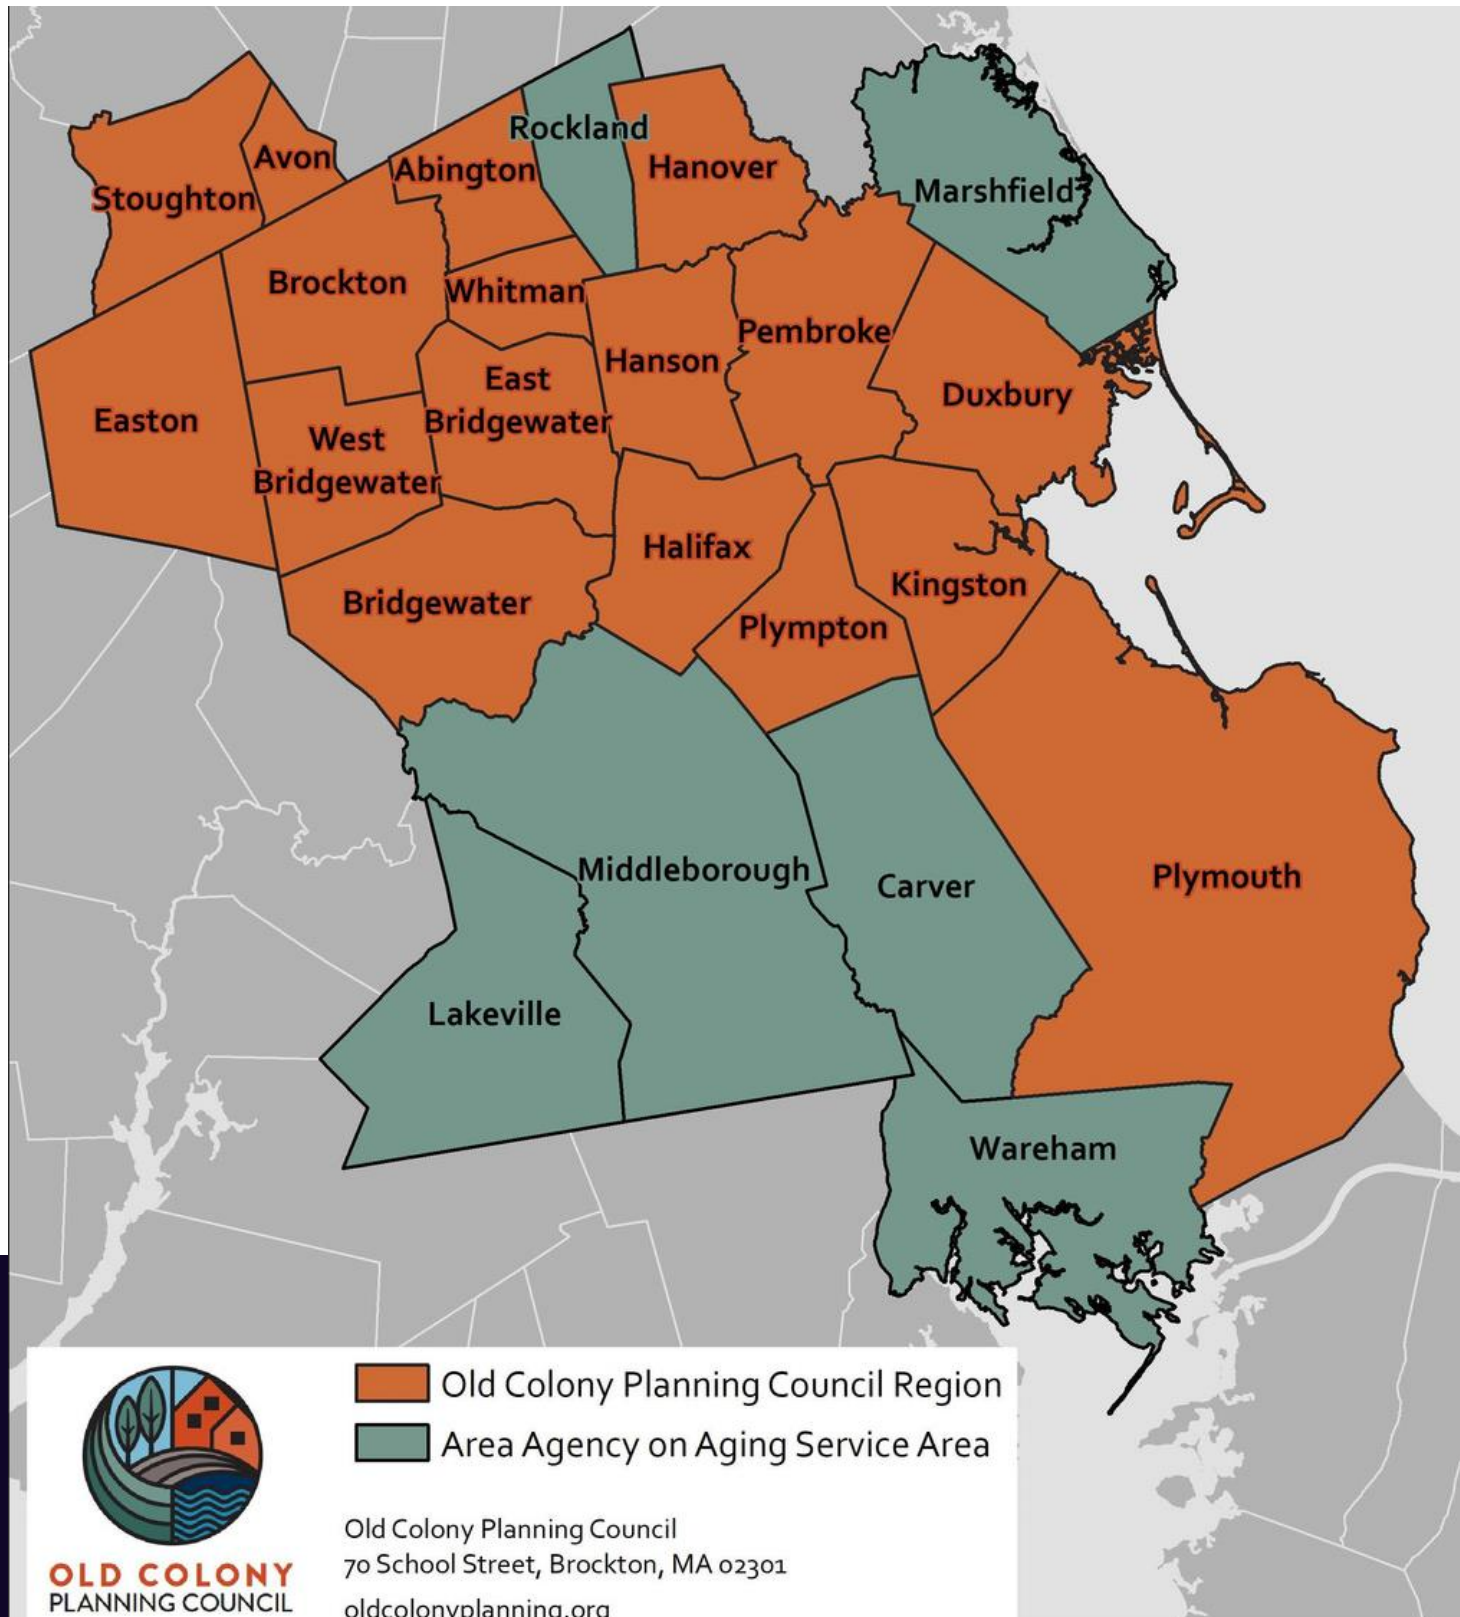 Rockland
Avon
Abington
Hanover
Stoughton
Marshfield
Brockton
Whitman
Pembroke
Hanson
East
Bridgewater
Duxbury
Easton
West
Bridgewater
Halifax
Kingston
Bridgewater
Plympton
Middleborough
Carver
Plymouth
Lakeville
Wareham
Old Colony Planning Council Region
Area Agency on Aging Service Area
Old Colony Planning Council
70 School Street, Brockton, MA 02301
oldcolonyplanning.org
OLD COLONY
PLANNING COUNCIL